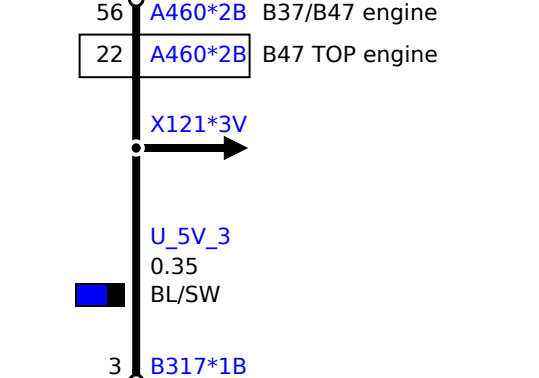 56 A460*2B B37/B47 engine
22 A460*2B B47 TOP engine
X121*3V
U_5V_3
0.35
BL/SW
3 B317*1B